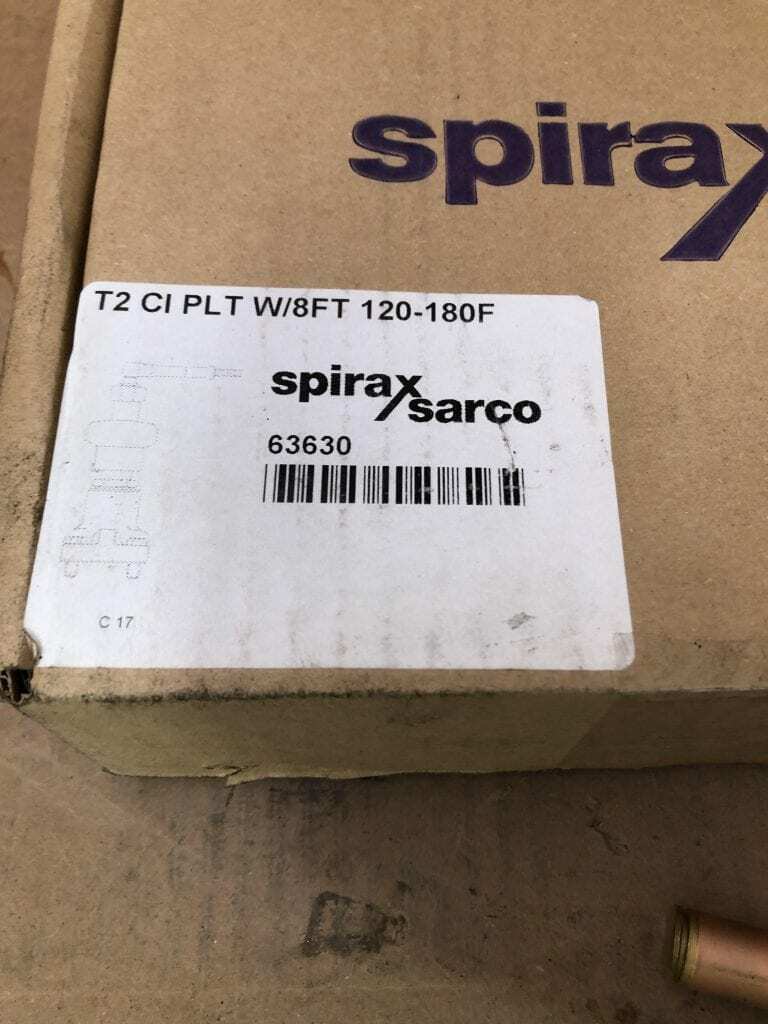 spirax
T2 CI PLT W/8FT 120-180F
spirax
sarco
63630
C 17